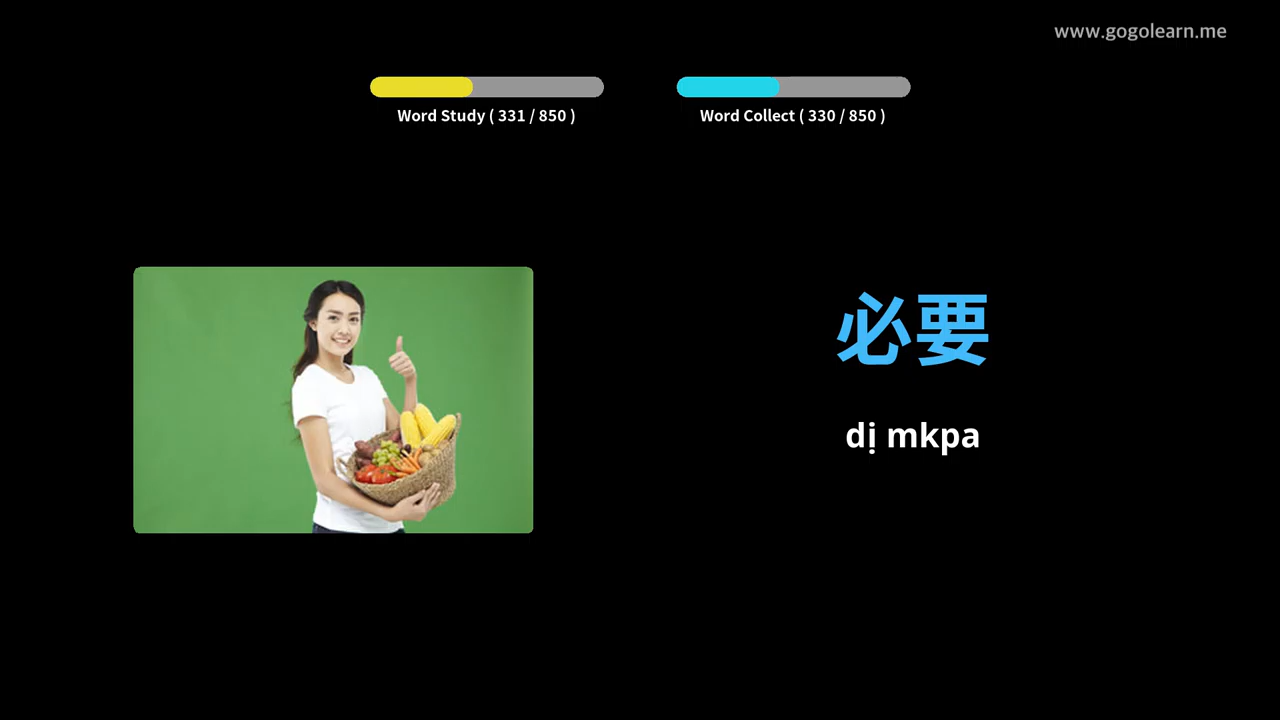 www.gogolearn.me
Word Study ( 331 / 850 )
Word Collect ( 330 / 850 )
必要
dị mkpa